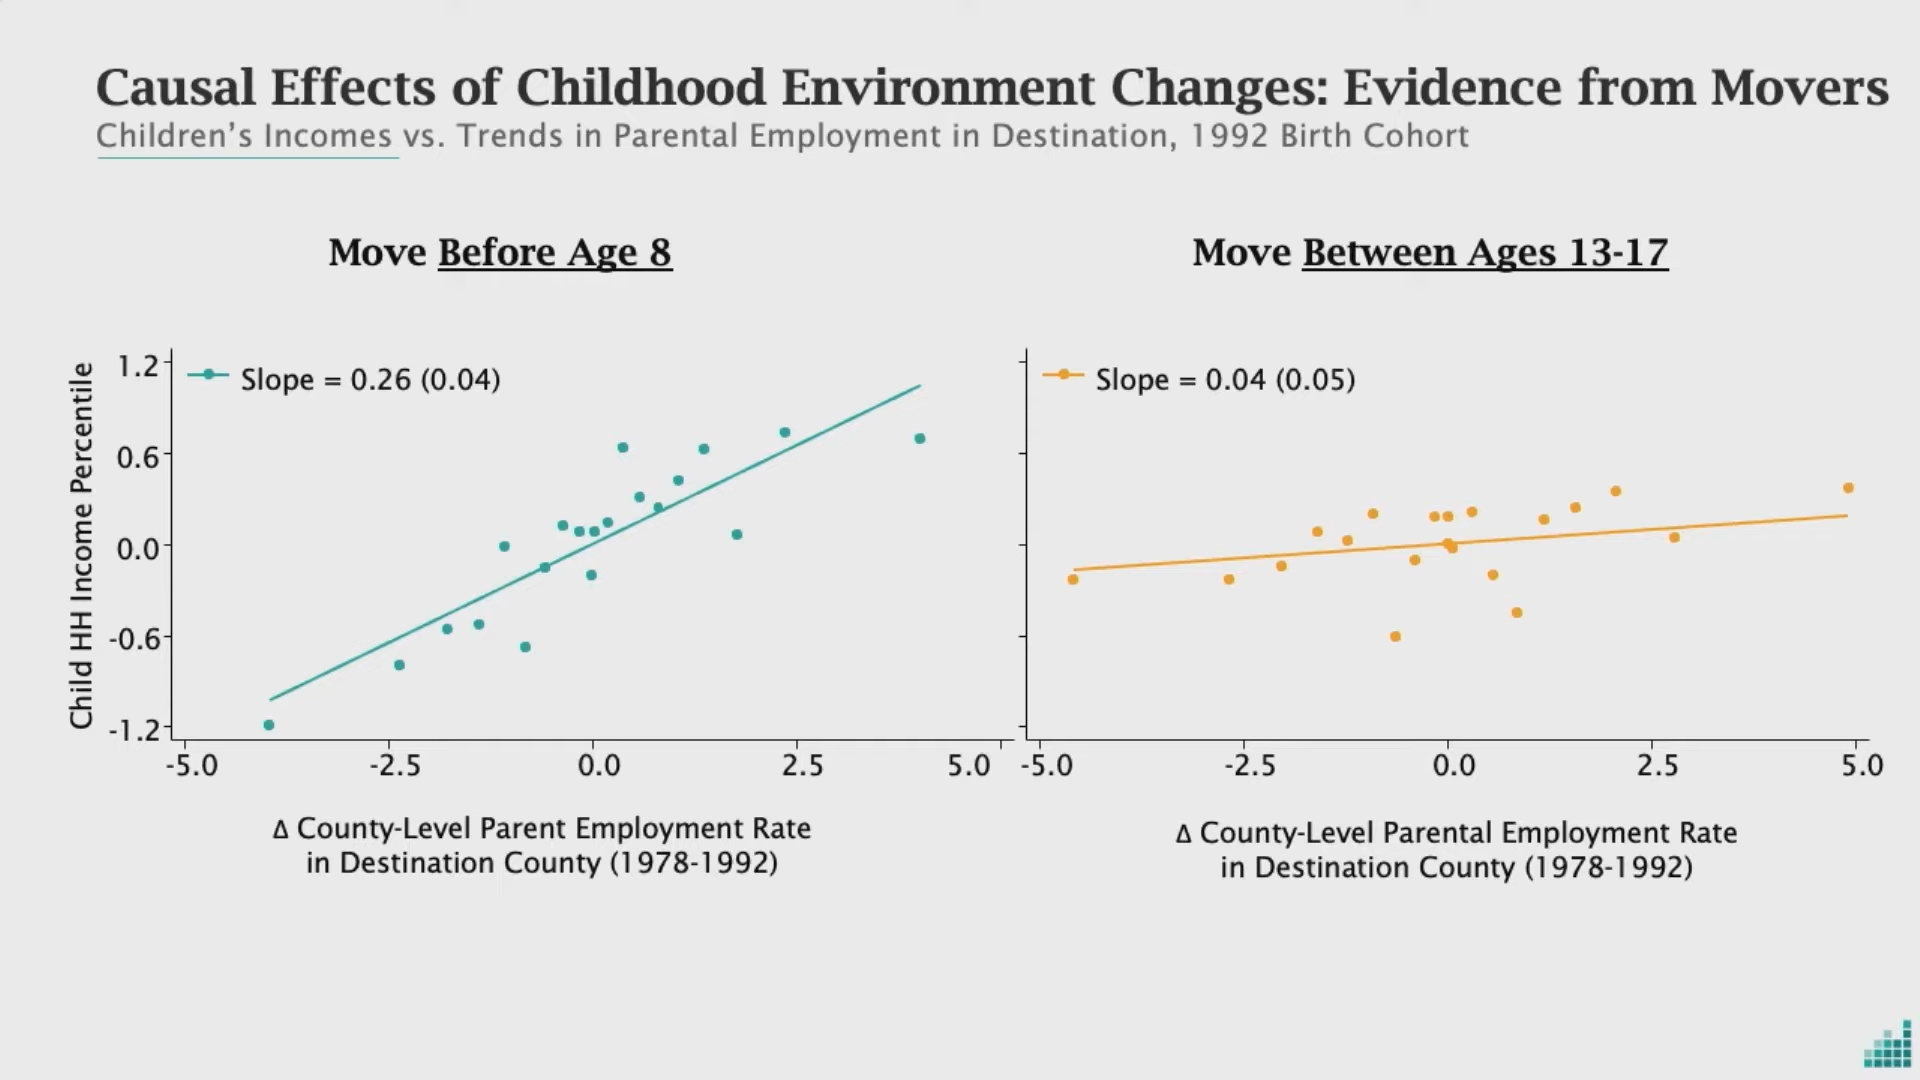 Causal Effects of Childhood Environment Changes: Evidence from Movers
Children's Incomes vs. Trends in Parental Employment in Destination, 1992 Birth Cohort
Move Before Age 8
Child HH Income Percentile
1.2
0.6
0.0
-0.6
-1.2
Slope = 0.26 (0.04)
-5.0
-2.5
0.0
2.5
5.0
Δ County-Level Parent Employment Rate
in Destination County (1978-1992)
Move Between Ages 13-17
Slope = 0.04 (0.05)
-5.0
-2.5
0.0
2.5
5.0
Δ County-Level Parental Employment Rate
in Destination County (1978-1992)